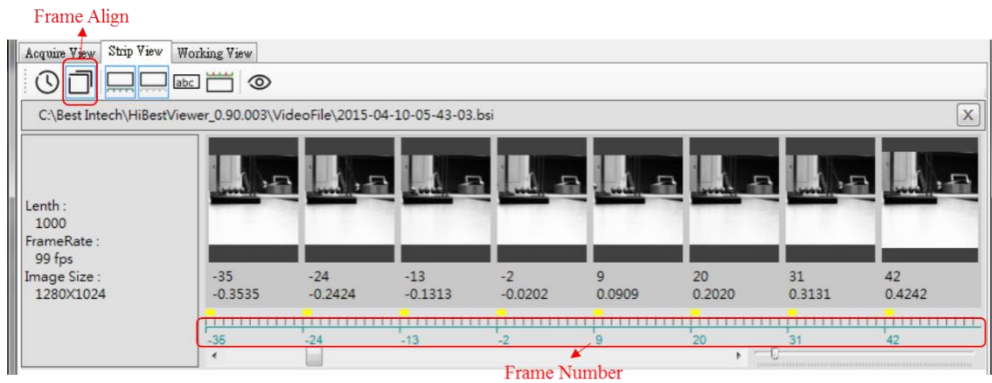 Frame Align
Acquire View Strip View Working View
abc
C:\Best Intech\HiBestViewer_0.90.003\VideoFile\2015-04-10-05-43-03.bsi X
Lenth :
1000
FrameRate :
99 fps
Image Size :
1280X1024
-35 -24 -13 -2 9 20 31 42
-0.3535 -0.2424 -0.1313 -0.0202 0.0909 0.2020 0.3131 0.4242
-35 -24 -13 -2 9 20 31 42
Frame Number